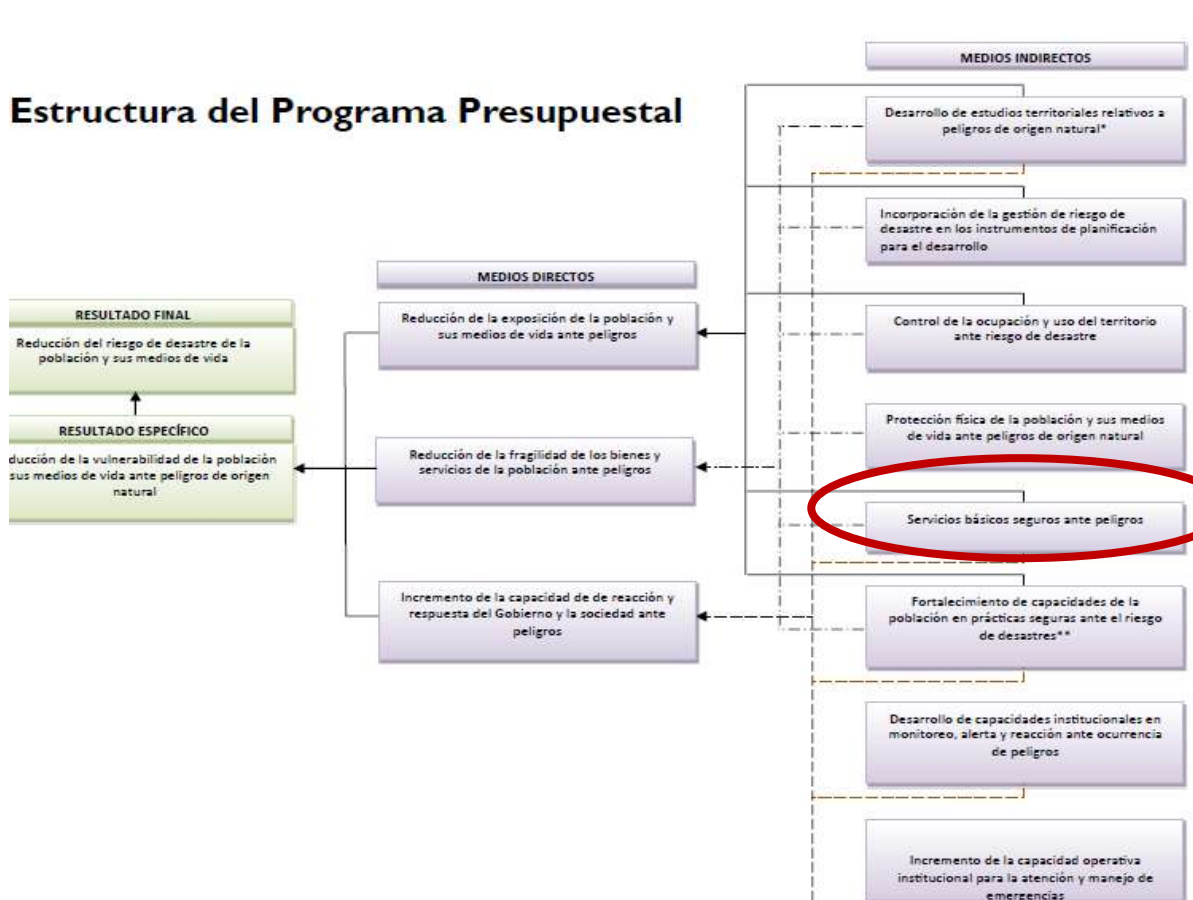 Estructura del Programa Presupuestal
MEDIOS INDIRECTOS
Desarrollo de estudios territoriales relativos a
peligros de origen natural*
Incorporación de la gestión de riesgo de
desastre en los instrumentos de planificación
para el desarrollo
Control de la ocupación y uso del territorio
ante riesgo de desastre
Protección física de la población y sus medios
de vida ante peligros de origen natural
Servicios básicos seguros ante peligros
Fortalecimiento de capacidades de la
población en prácticas seguras ante el riesgo
de desastres**
Desarrollo de capacidades institucionales en
monitoreo, alerta y reacción ante ocurrencia
de peligros
Incremento de la capacidad operativa
institucional para la atención y manejo de
emergencias
MEDIOS DIRECTOS
Reducción de la exposición de la población y
sus medios de vida ante peligros
Reducción de la fragilidad de los bienes y
servicios de la población ante peligros
Incremento de la capacidad de de reacción y
respuesta del Gobierno y la sociedad ante
peligros
RESULTADO FINAL
Reducción del riesgo de desastre de la
población y sus medios de vida
RESULTADO ESPECÍFICO
ducción de la vulnerabilidad de la población
sus medios de vida ante peligros de origen
natural